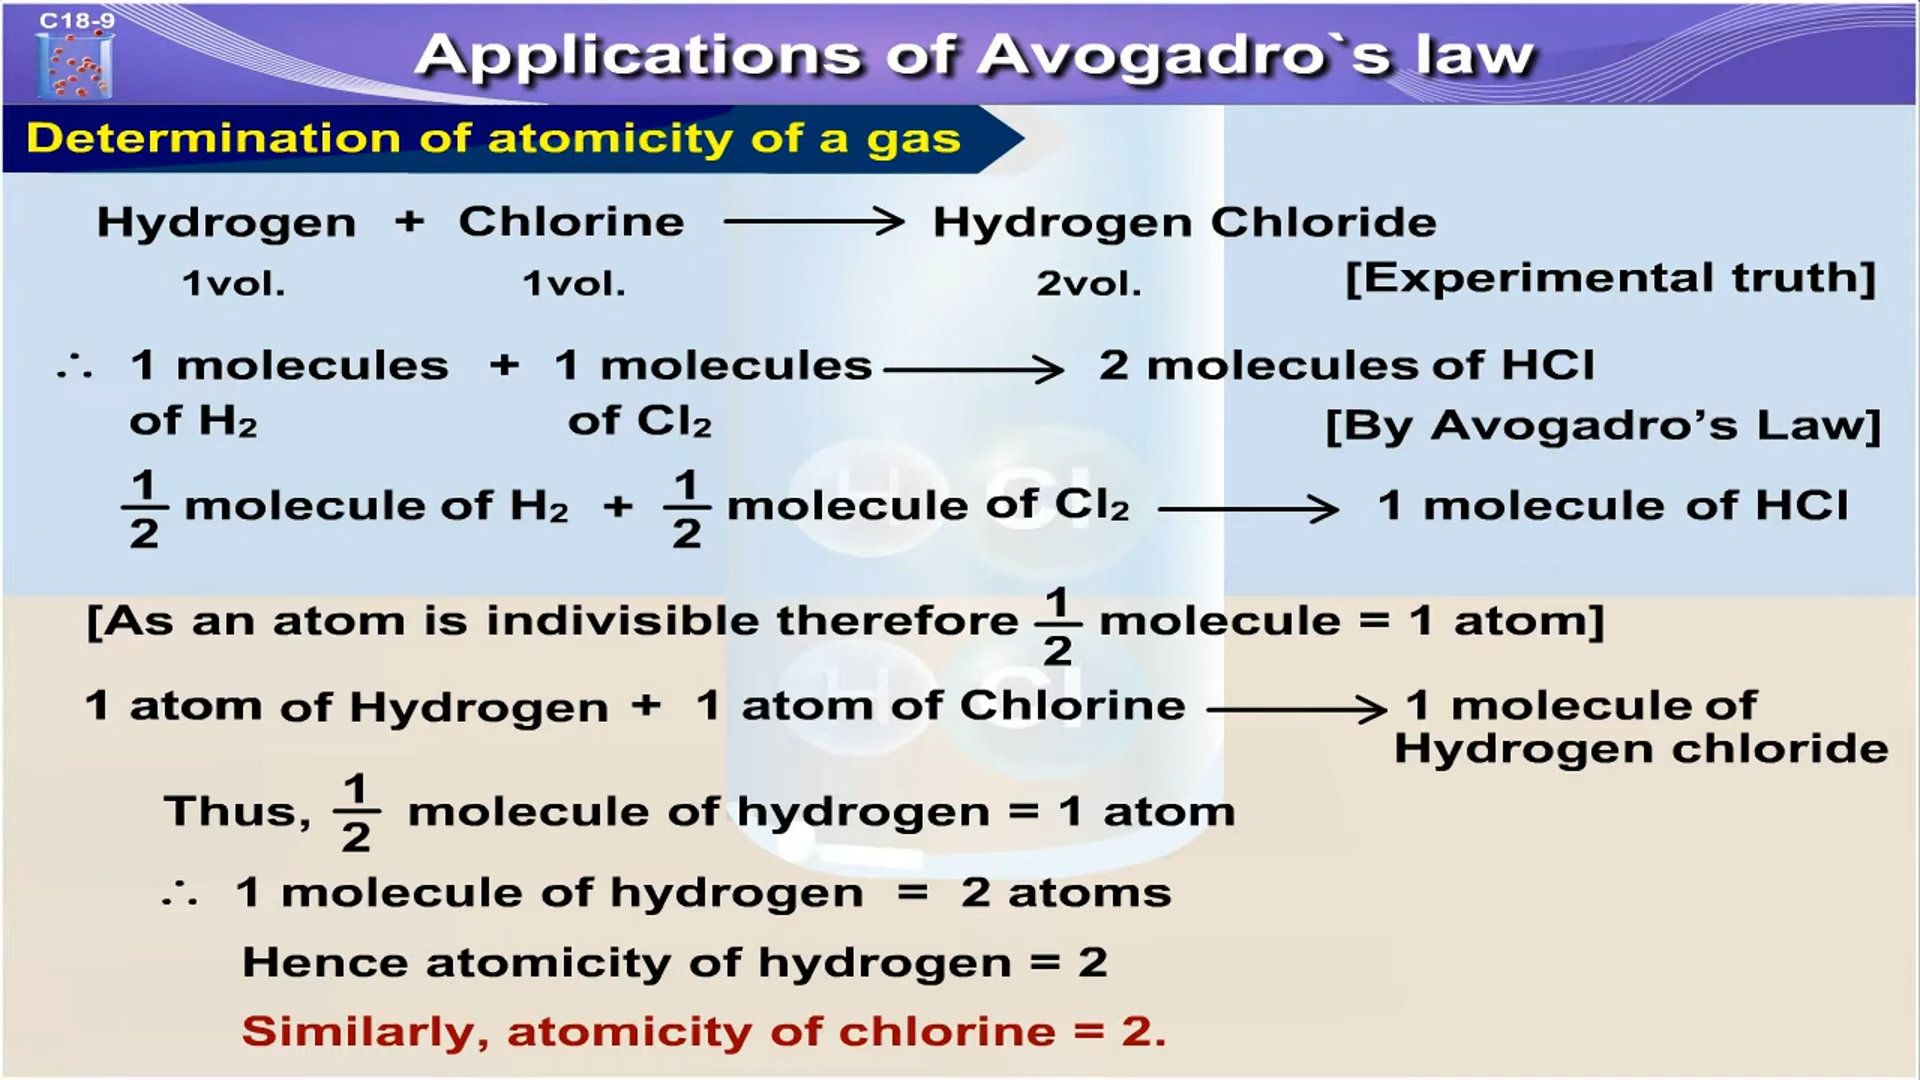 C18-9
Applications of Avogadro`s law
Determination of atomicity of a gas
Hydrogen + Chlorine ⟶ Hydrogen Chloride
1vol. 1vol. 2vol. [Experimental truth]
∴ 1 molecules + 1 molecules ⟶ 2 molecules of HCl
of H₂ of Cl₂ [By Avogadro’s Law]
1/2 molecule of H₂ + 1/2 molecule of Cl₂ ⟶ 1 molecule of HCl
[As an atom is indivisible therefore 1/2 molecule = 1 atom]
1 atom of Hydrogen + 1 atom of Chlorine ⟶ 1 molecule of
Hydrogen chloride
Thus, 1/2 molecule of hydrogen = 1 atom
∴ 1 molecule of hydrogen = 2 atoms
Hence atomicity of hydrogen = 2
Similarly, atomicity of chlorine = 2.
H Cl
H Cl